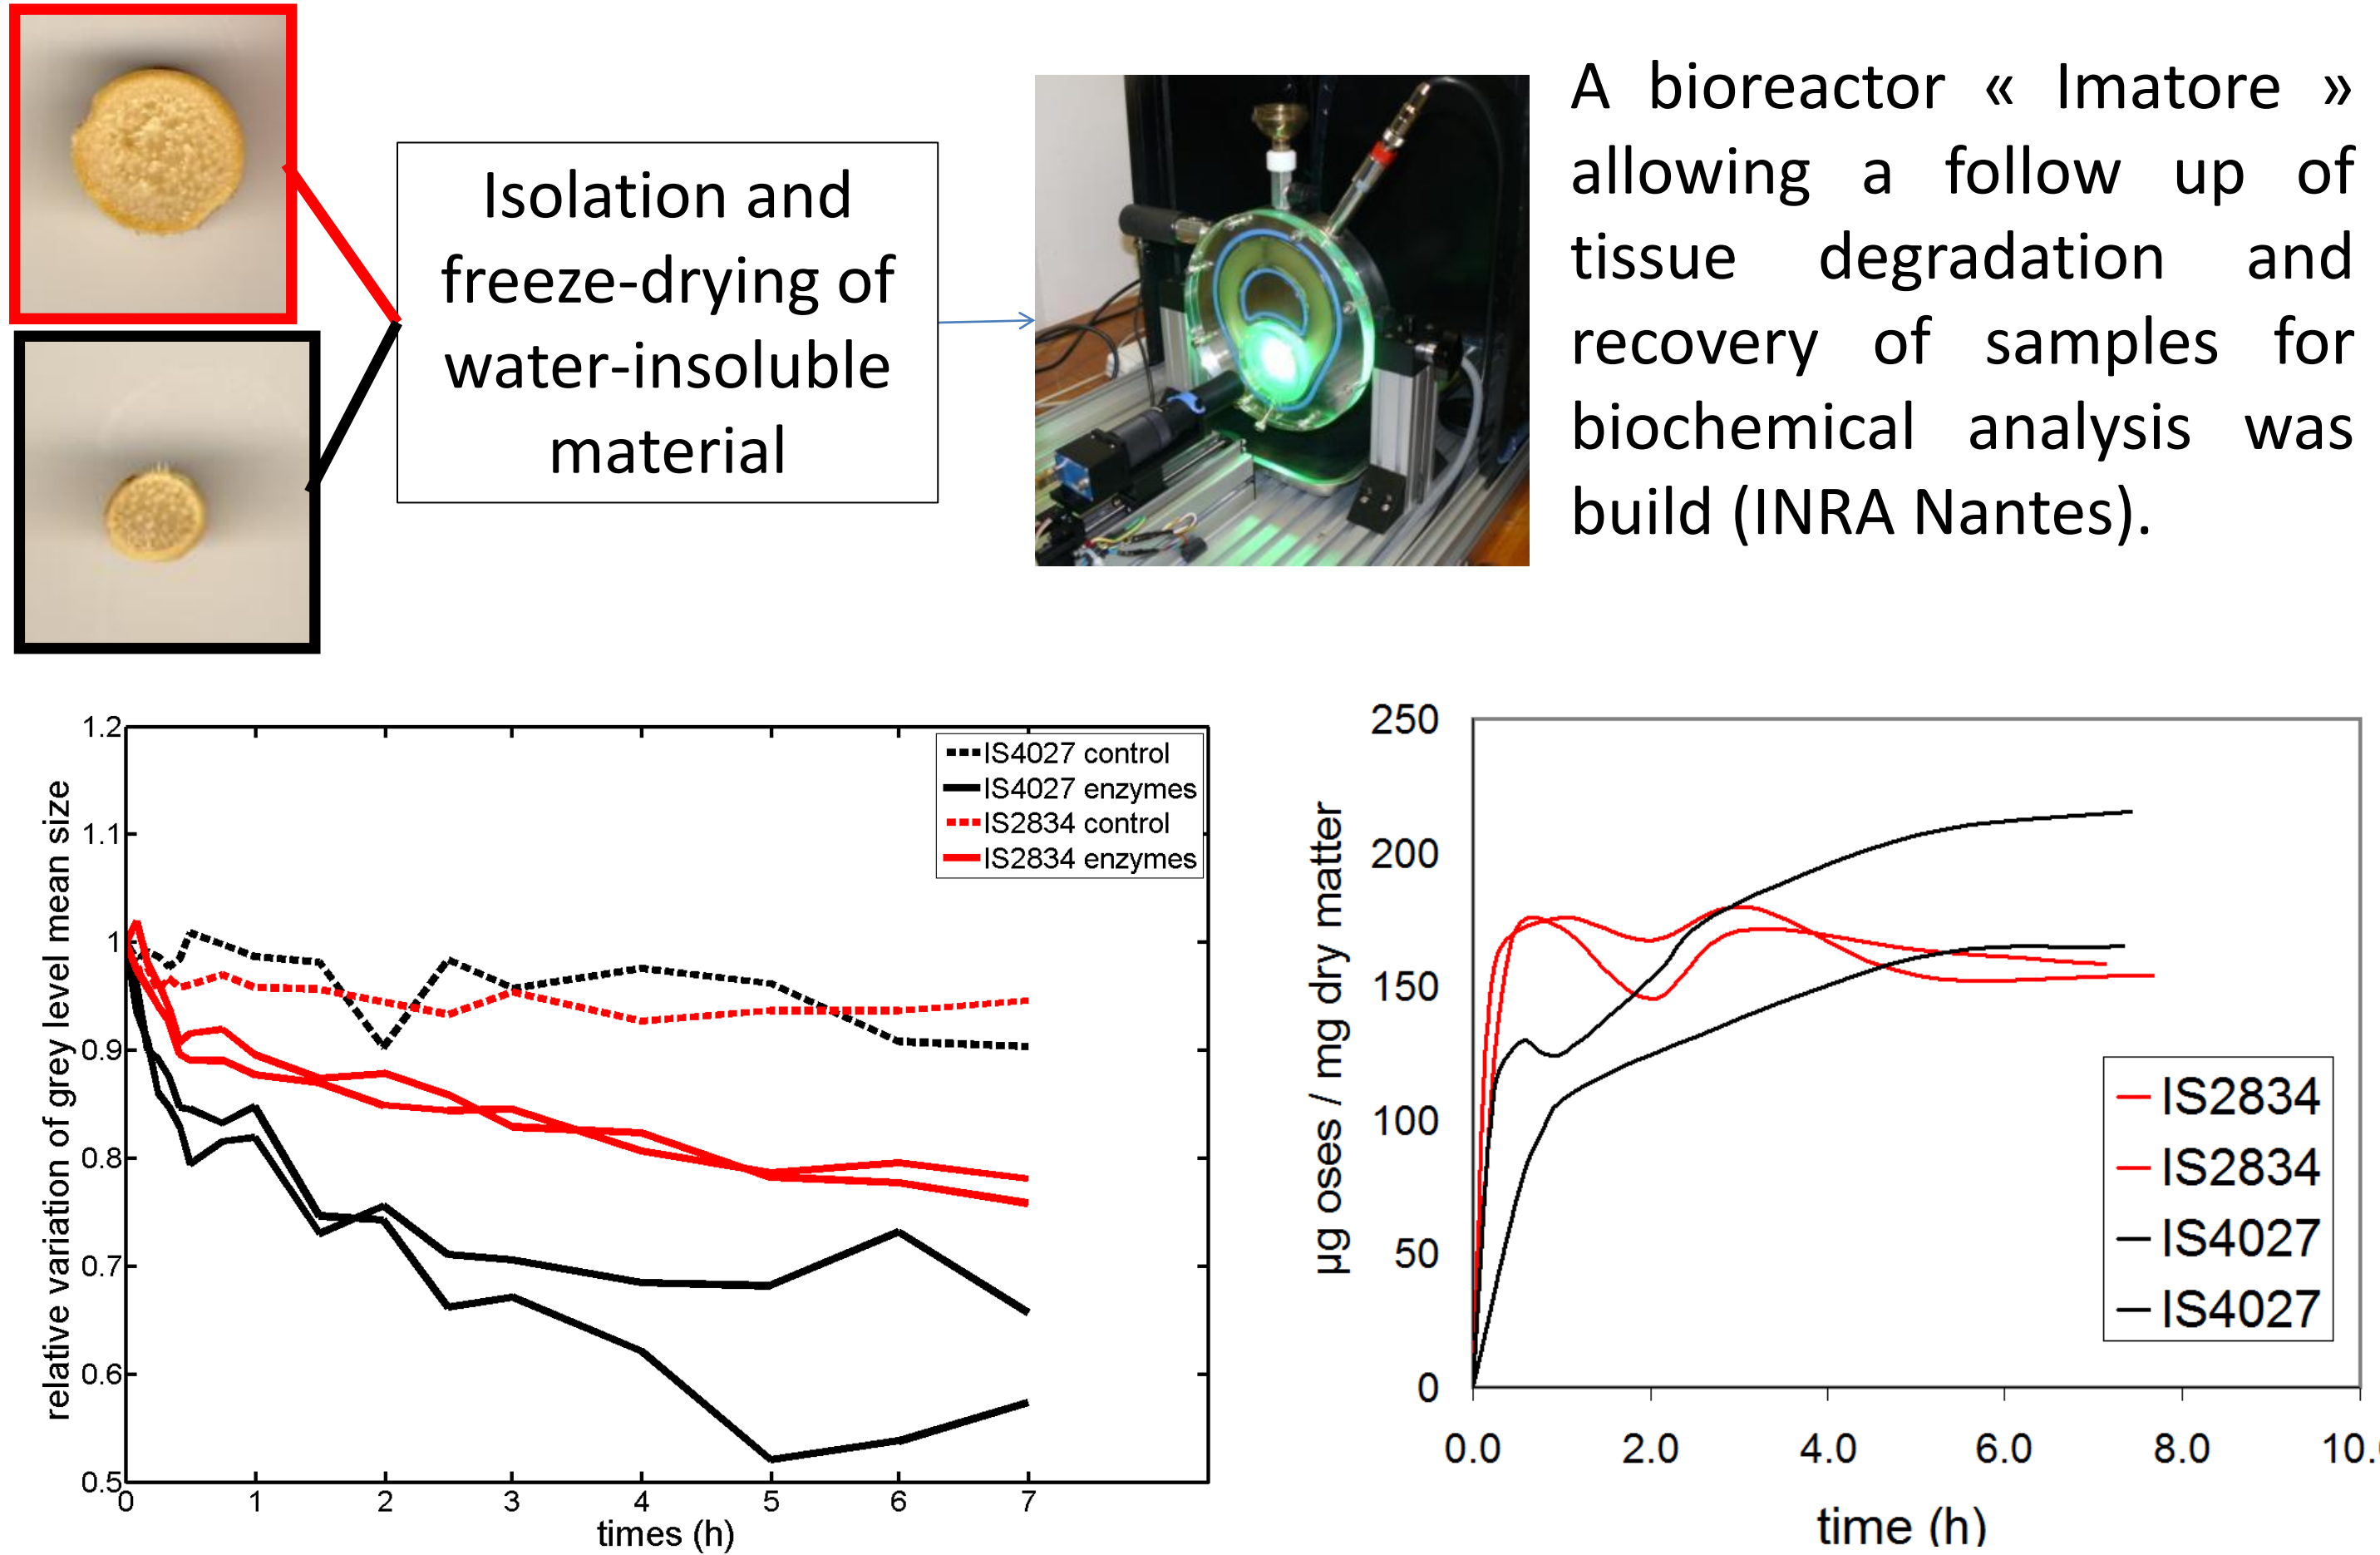 Isolation and
freeze-drying of
water-insoluble
material
A bioreactor « Imatore »
allowing a follow up of
tissue degradation and
recovery of samples for
biochemical analysis was
build (INRA Nantes).
relative variation of grey level mean size
1.2
1.1
1
0.9
0.8
0.7
0.6
0.5
0 1 2 3 4 5 6 7
times (h)
IS4027 control
IS4027 enzymes
IS2834 control
IS2834 enzymes
µg oses / mg dry matter
250
200
150
100
50
0
0.0 2.0 4.0 6.0 8.0 10.
time (h)
IS2834
IS2834
IS4027
IS4027